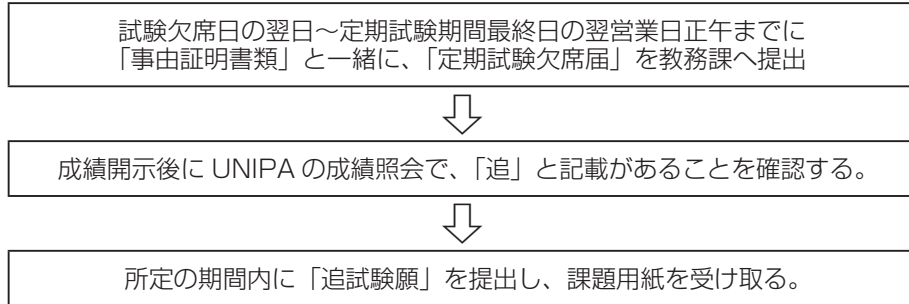 試験欠席日の翌日～定期試験期間最終日の翌営業日正午までに
「事由証明書類」と一緒に、「定期試験欠席届」を教務課へ提出
成績開示後に UNIPA の成績照会で、「追」と記載があることを確認する。
所定の期間内に「追試験願」を提出し、課題用紙を受け取る。